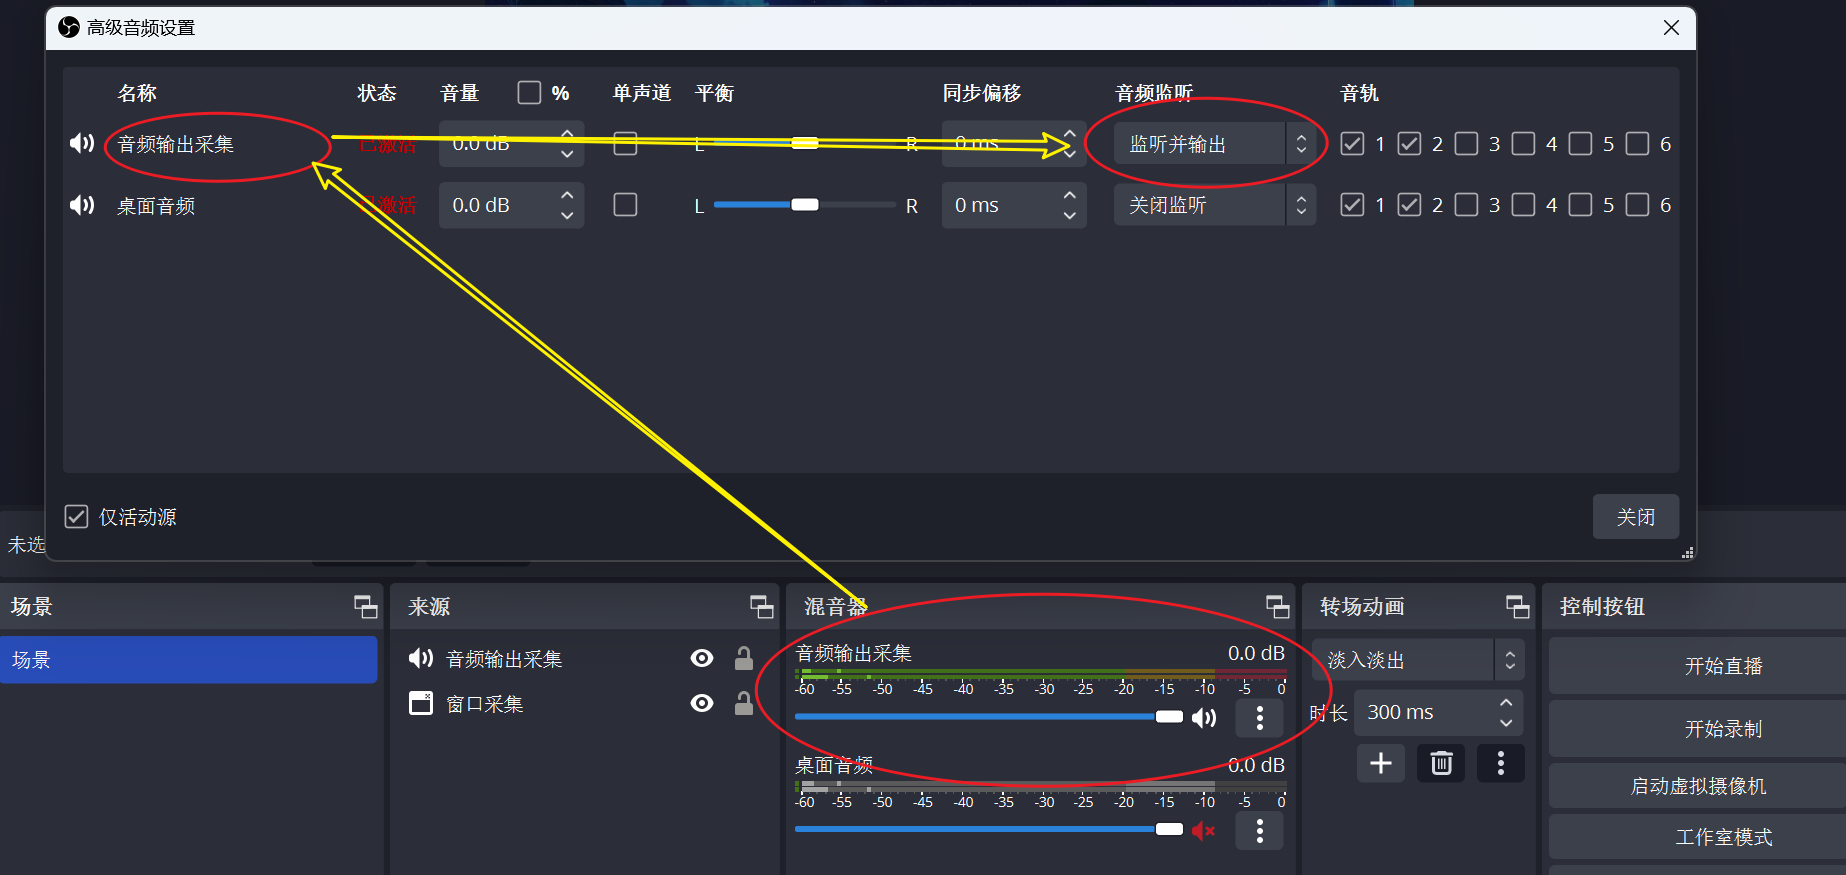 高级音频设置
名称 状态 音量 % 单声道 平衡 同步偏移 音频监听 音轨
音频输出采集 已激活 0.0 dB L R 0 ms 监听并输出 1 2 3 4 5 6
桌面音频 已激活 0.0 dB L R 0 ms 关闭监听 1 2 3 4 5 6
仅活动源 关闭
未选
场景
场景
来源
音频输出采集
窗口采集
混音器
音频输出采集 0.0 dB
-60 -55 -50 -45 -40 -35 -30 -25 -20 -15 -10 -5 0
桌面音频 0.0 dB
-60 -55 -50 -45 -40 -35 -30 -25 -20 -15 -10 -5 0
转场动画
淡入淡出
时长 300 ms
控制按钮
开始直播
开始录制
启动虚拟摄像机
工作室模式